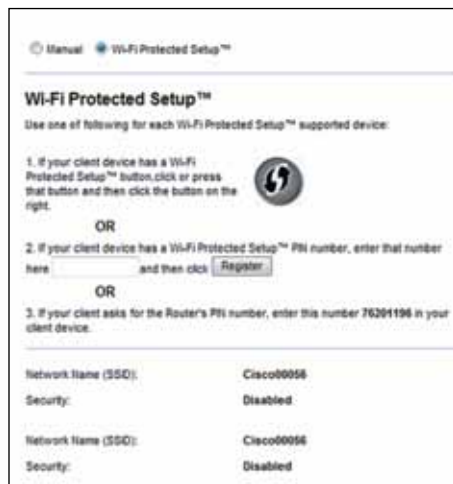 Manual Wi-Fi Protected Setup™
Wi-Fi Protected Setup™
Use one of following for each Wi-Fi Protected Setup™ supported device:
1. If your client device has a Wi-Fi
Protected Setup™ button,click or press
that button and then click the button on the
right.
OR
2. If your client device has a Wi-Fi Protected Setup™ PIN number, enter that number
here and then click Register
OR
3. If your client asks for the Router's PIN number, enter this number 76201196 in your
client device.
Network Name (SSID): Cisco00056
Security: Disabled
Network Name (SSID): Cisco00056
Security: Disabled